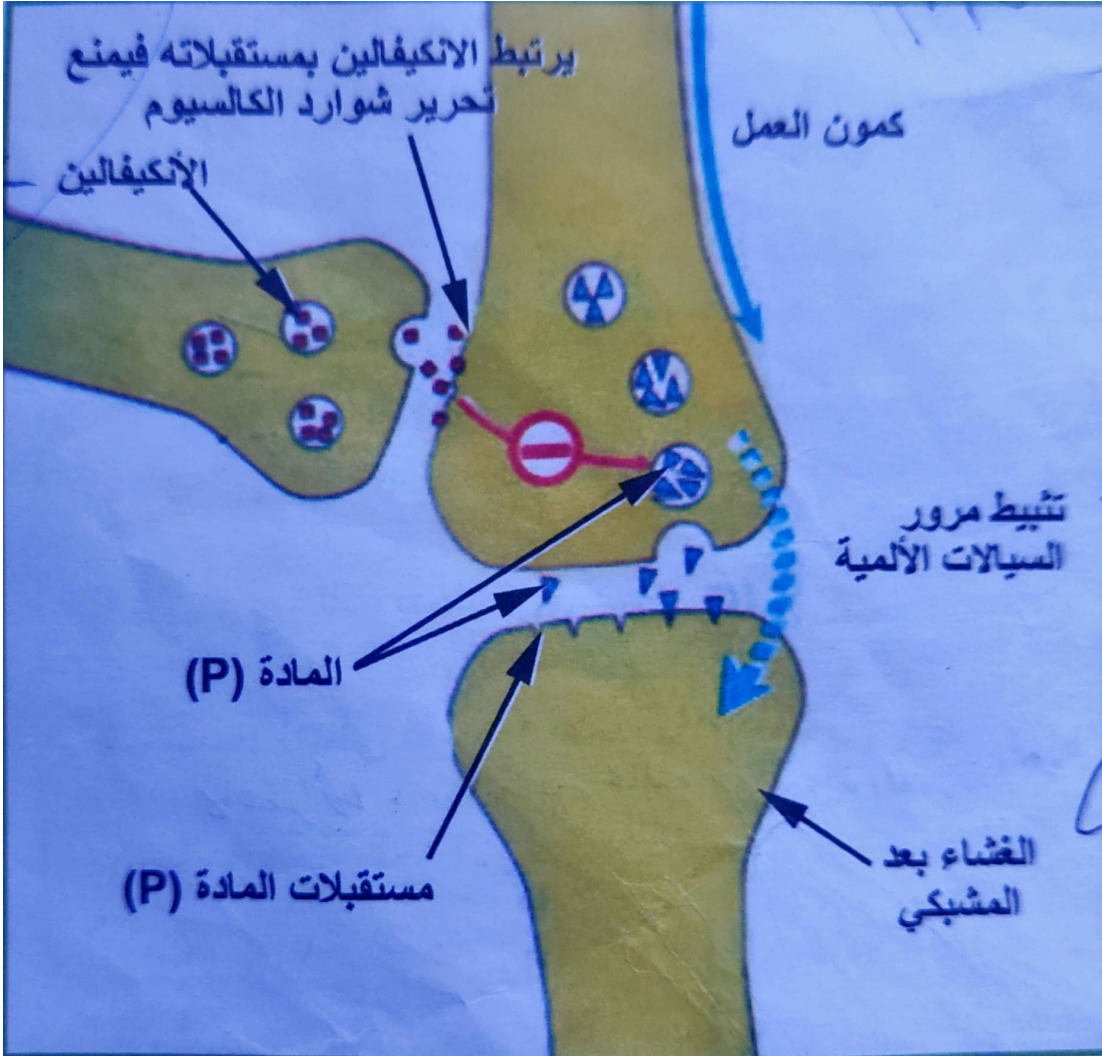 يرتبط الانكيفالين بمستقبلاته فيمنع
تحرير شوارد الكالسيوم
كمون العمل
الأنكيفالين
تثبيط مرور
السيالات الألمية
المادة (P)
مستقبلات المادة (P)
الغشاء بعد
المشبكي